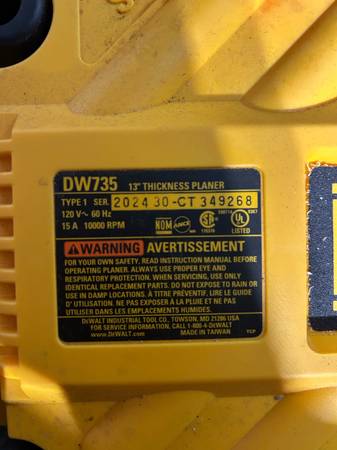 DW735 13" THICKNESS PLANER
TYPE 1 SER. 202430-CT 349268
120 V~ 60 Hz
15 A 10000 RPM
NOM ANCE UL LISTED
WARNING AVERTISSEMENT
FOR YOUR OWN SAFETY. READ INSTRUCTION MANUAL BEFORE
OPERATING PLANER. ALWAYS USE PROPER EYE AND
RESPIRATORY PROTECTION. WHEN SERVICING, USE ONLY
IDENTICAL REPLACEMENT PARTS. DO NOT EXPOSE TO RAIN OR
USE IN DAMP LOCATIONS. À TITRE PRÉVENTIF, LIRE LE GUIDE
D' UTILISATION. NE PAS EXPOSER À LA PLUIE ET NE PAS
UTILISER DANS LES EMPLACEMENTS HUMIDES.
DEWALT INDUSTRIAL TOOL CO., TOWSON, MD 21286 USA
FOR SERVICE INFORMATION, CALL 1-800-4-DEWALT
www.DEWALT.com MADE IN TAIWAN